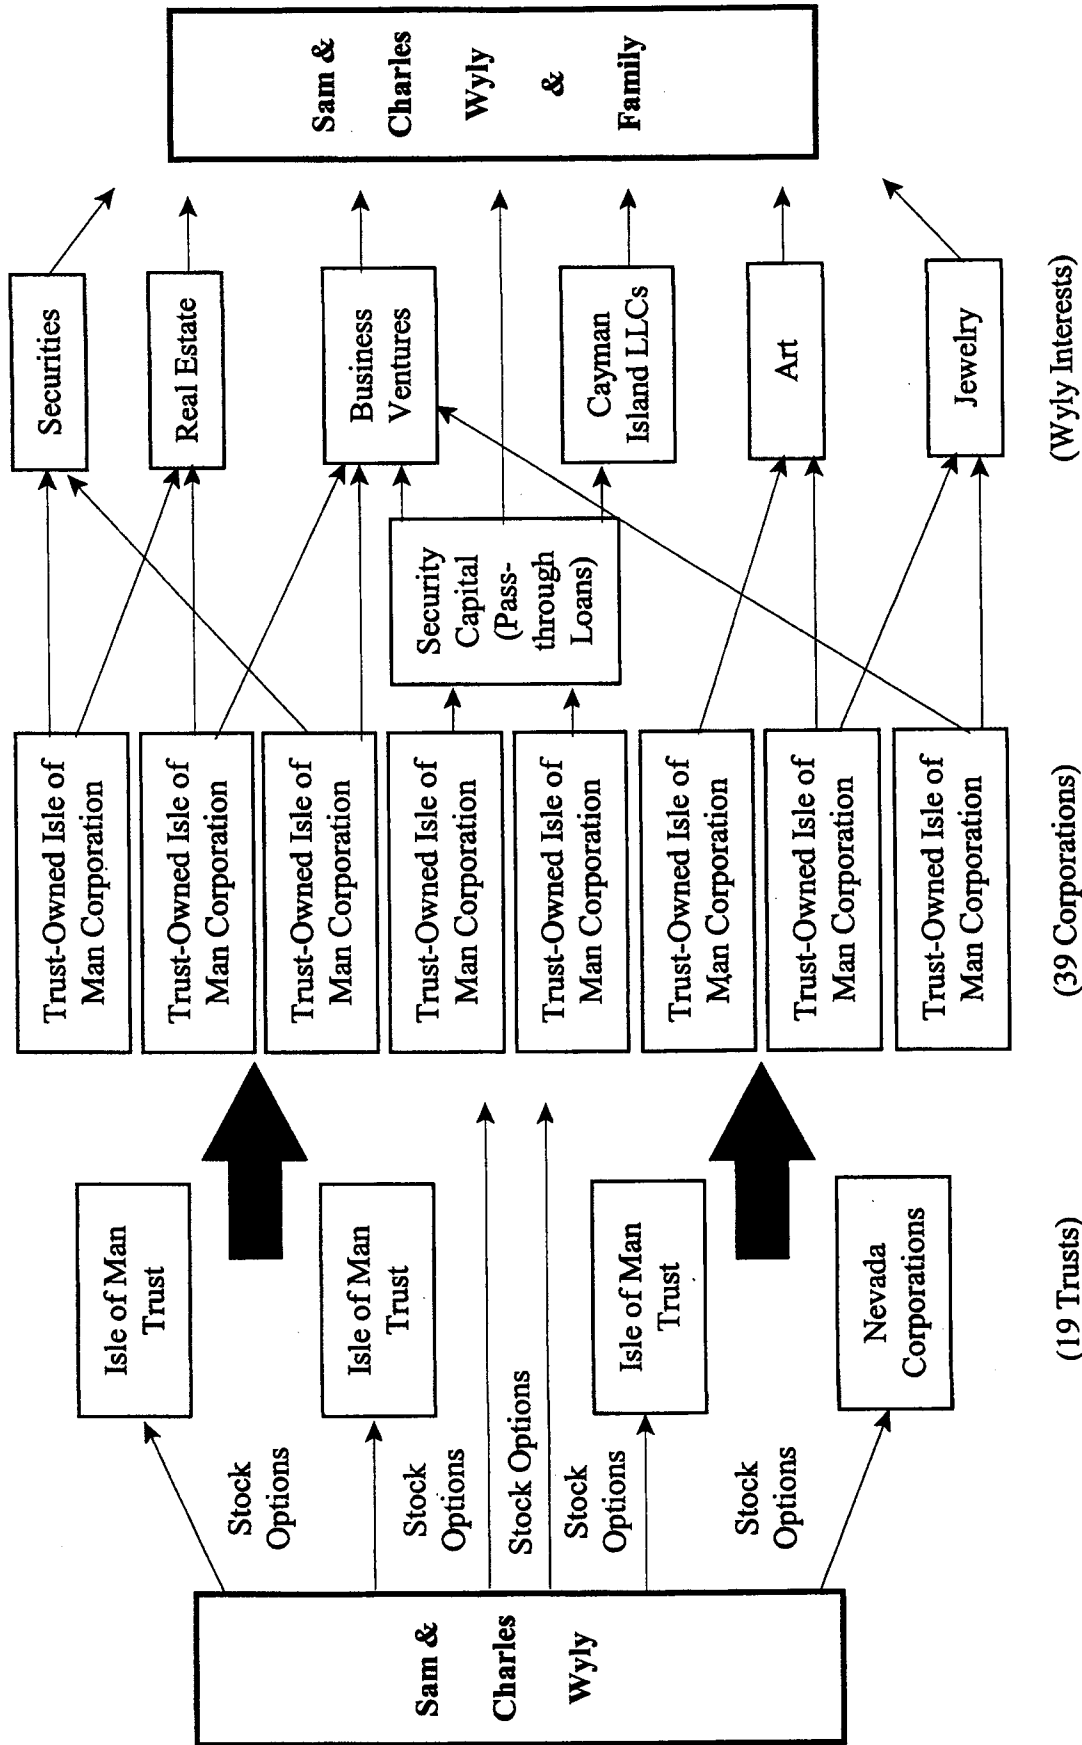 Sam &
Charles
Wyly
Stock
Options
Stock
Options
Stock Options
Stock
Options
Stock
Options
Isle of Man
Trust
Isle of Man
Trust
Isle of Man
Trust
Nevada
Corporations
(19 Trusts)
Trust-Owned Isle of
Man Corporation
Trust-Owned Isle of
Man Corporation
Trust-Owned Isle of
Man Corporation
Trust-Owned Isle of
Man Corporation
Trust-Owned Isle of
Man Corporation
Trust-Owned Isle of
Man Corporation
Trust-Owned Isle of
Man Corporation
Trust-Owned Isle of
Man Corporation
(39 Corporations)
Security
Capital
(Pass-
through
Loans)
Securities
Real Estate
Business
Ventures
Cayman
Island LLCs
Art
Jewelry
(Wyly Interests)
Sam &
Charles
Wyly
&
Family